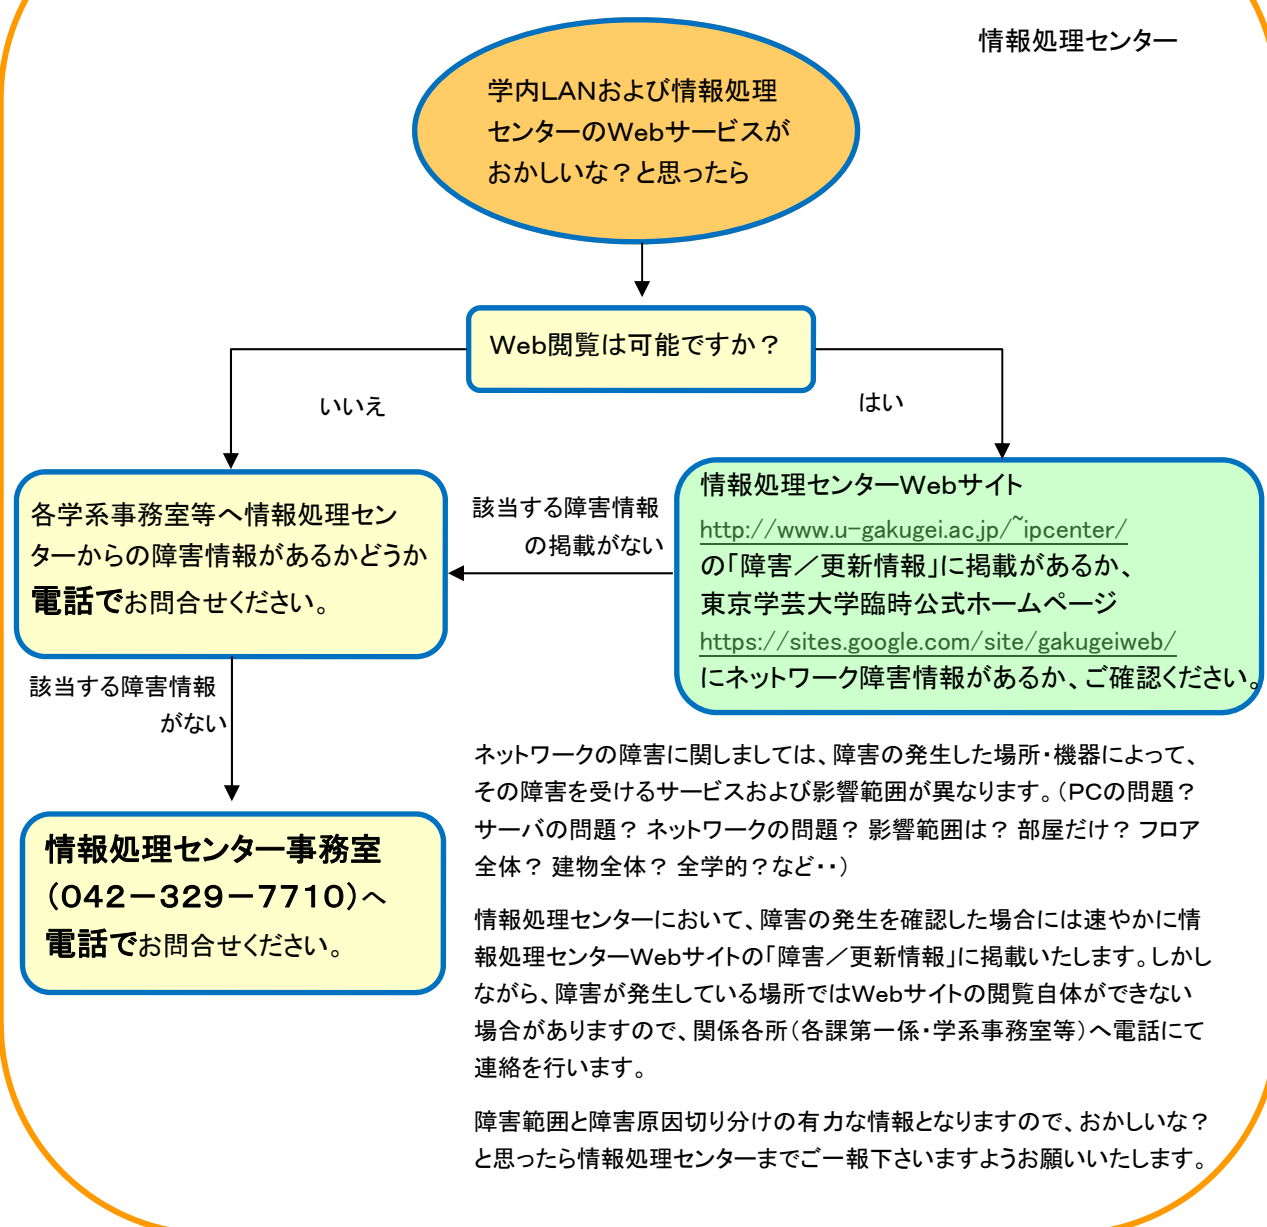 情報処理センター
学内LANおよび情報処理
センターのWebサービスが
おかしいな？と思ったら
Web閲覧は可能ですか？
いいえ
はい
各学系事務室等へ情報処理セン
ターからの障害情報があるかどうか
電話でお問合せください。
該当する障害情報
の掲載がない
情報処理センターWebサイト
http://www.u-gakugei.ac.jp/~ipcenter/
の「障害／更新情報」に掲載があるか、
東京学芸大学臨時公式ホームページ
https://sites.google.com/site/gakugeiweb/
にネットワーク障害情報があるか、ご確認ください。
該当する障害情報
がない
情報処理センター事務室
（042－329－7710）へ
電話でお問合せください。
ネットワークの障害に関しましては、障害の発生した場所・機器によって、
その障害を受けるサービスおよび影響範囲が異なります。（PCの問題？
サーバの問題？ ネットワークの問題？ 影響範囲は？ 部屋だけ？ フロア
全体？ 建物全体？ 全学的？など・・）
情報処理センターにおいて、障害の発生を確認した場合には速やかに情
報処理センターWebサイトの「障害／更新情報」に掲載いたします。しかし
ながら、障害が発生している場所ではWebサイトの閲覧自体ができない
場合がありますので、関係各所（各課第一係・学系事務室等）へ電話にて
連絡を行います。
障害範囲と障害原因切り分けの有力な情報となりますので、おかしいな？
と思ったら情報処理センターまでご一報下さいますようお願いいたします。